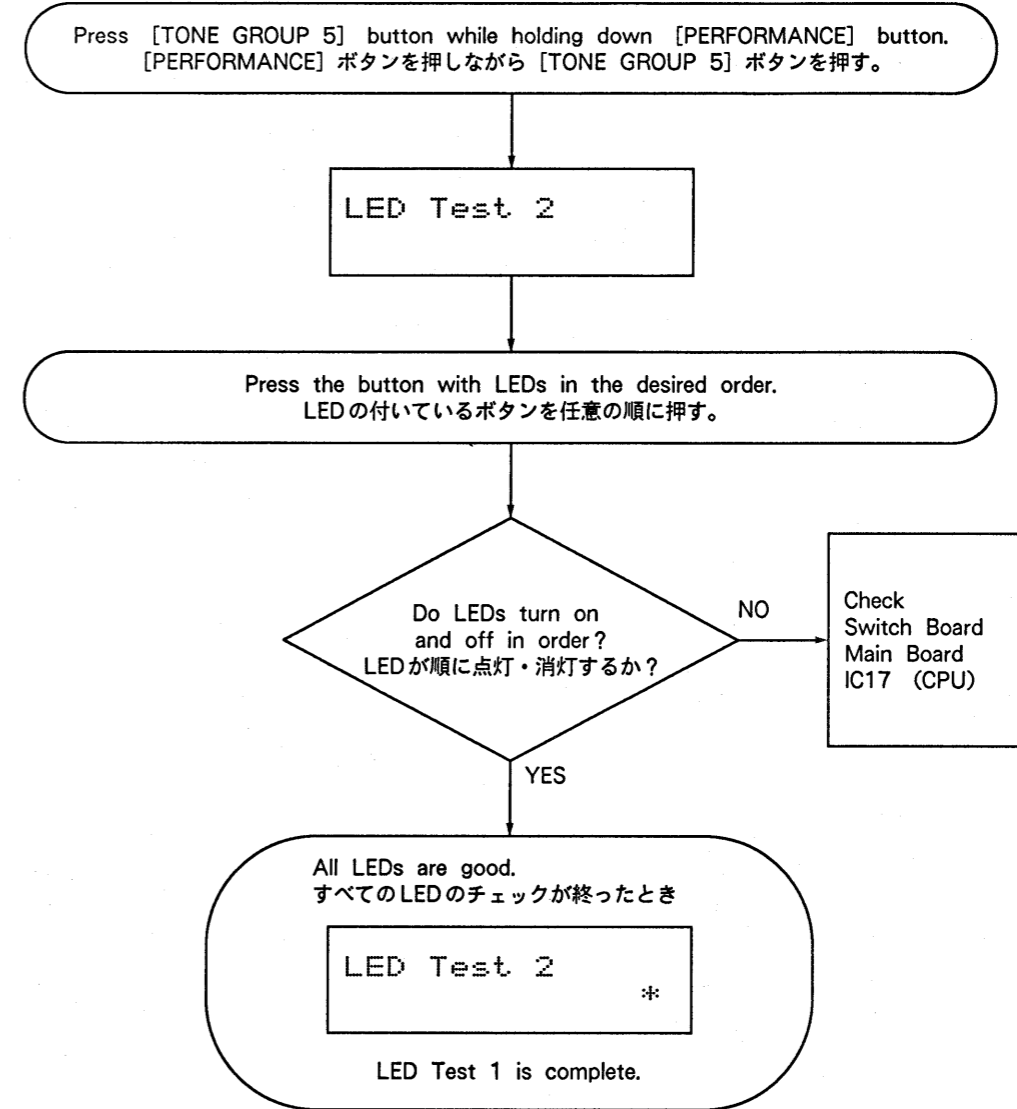 Press [TONE GROUP 5] button while holding down [PERFORMANCE] button.
[PERFORMANCE] ボタンを押しながら [TONE GROUP 5] ボタンを押す。
LED Test 2
Press the button with LEDs in the desired order.
LEDの付いているボタンを任意の順に押す。
Do LEDs turn on
and off in order?
LEDが順に点灯・消灯するか?
NO
Check
Switch Board
Main Board
IC17 (CPU)
YES
All LEDs are good.
すべてのLEDのチェックが終ったとき
LED Test 2
*
LED Test 1 is complete.